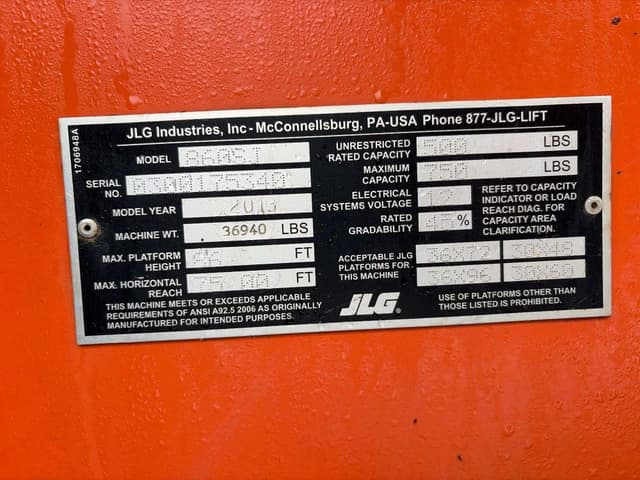 1706948A
JLG Industries, Inc - McConnellsburg, PA-USA Phone 877-JLG-LIFT
MODEL 860SJ
SERIAL NO. 0300175340
MODEL YEAR 2013
MACHINE WT. 36940 LBS
MAX. PLATFORM HEIGHT 86 FT
MAX. HORIZONTAL REACH 75.00 FT
THIS MACHINE MEETS OR EXCEEDS APPLICABLE
REQUIREMENTS OF ANSI A92.5 2006 AS ORIGINALLY
MANUFACTURED FOR INTENDED PURPOSES.
UNRESTRICTED RATED CAPACITY 500 LBS
MAXIMUM CAPACITY 750 LBS
ELECTRICAL SYSTEMS VOLTAGE 12
RATED GRADABILITY 45%
REFER TO CAPACITY
INDICATOR OR LOAD
REACH DIAG. FOR
CAPACITY AREA
CLARIFICATION.
ACCEPTABLE JLG PLATFORMS FOR THIS MACHINE
36X72 30X48
36X96 30X60
JLG
USE OF PLATFORMS OTHER THAN
THOSE LISTED IS PROHIBITED.